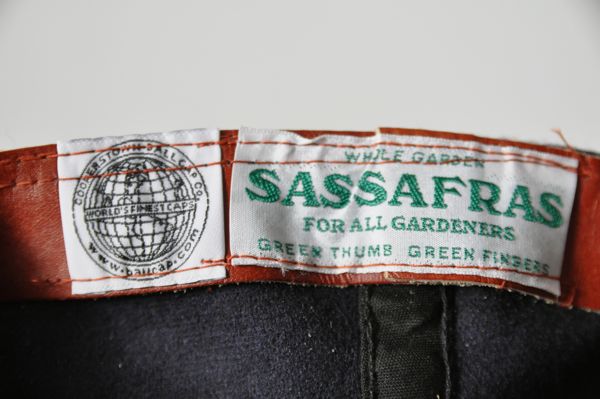 COOPERSTOWN BALL CAP CO.
WORLD'S FINEST CAPS
www.ballcap.com
WHOLE GARDEN
SASSAFRAS
FOR ALL GARDENERS
GREEN THUMB GREEN FINGERS